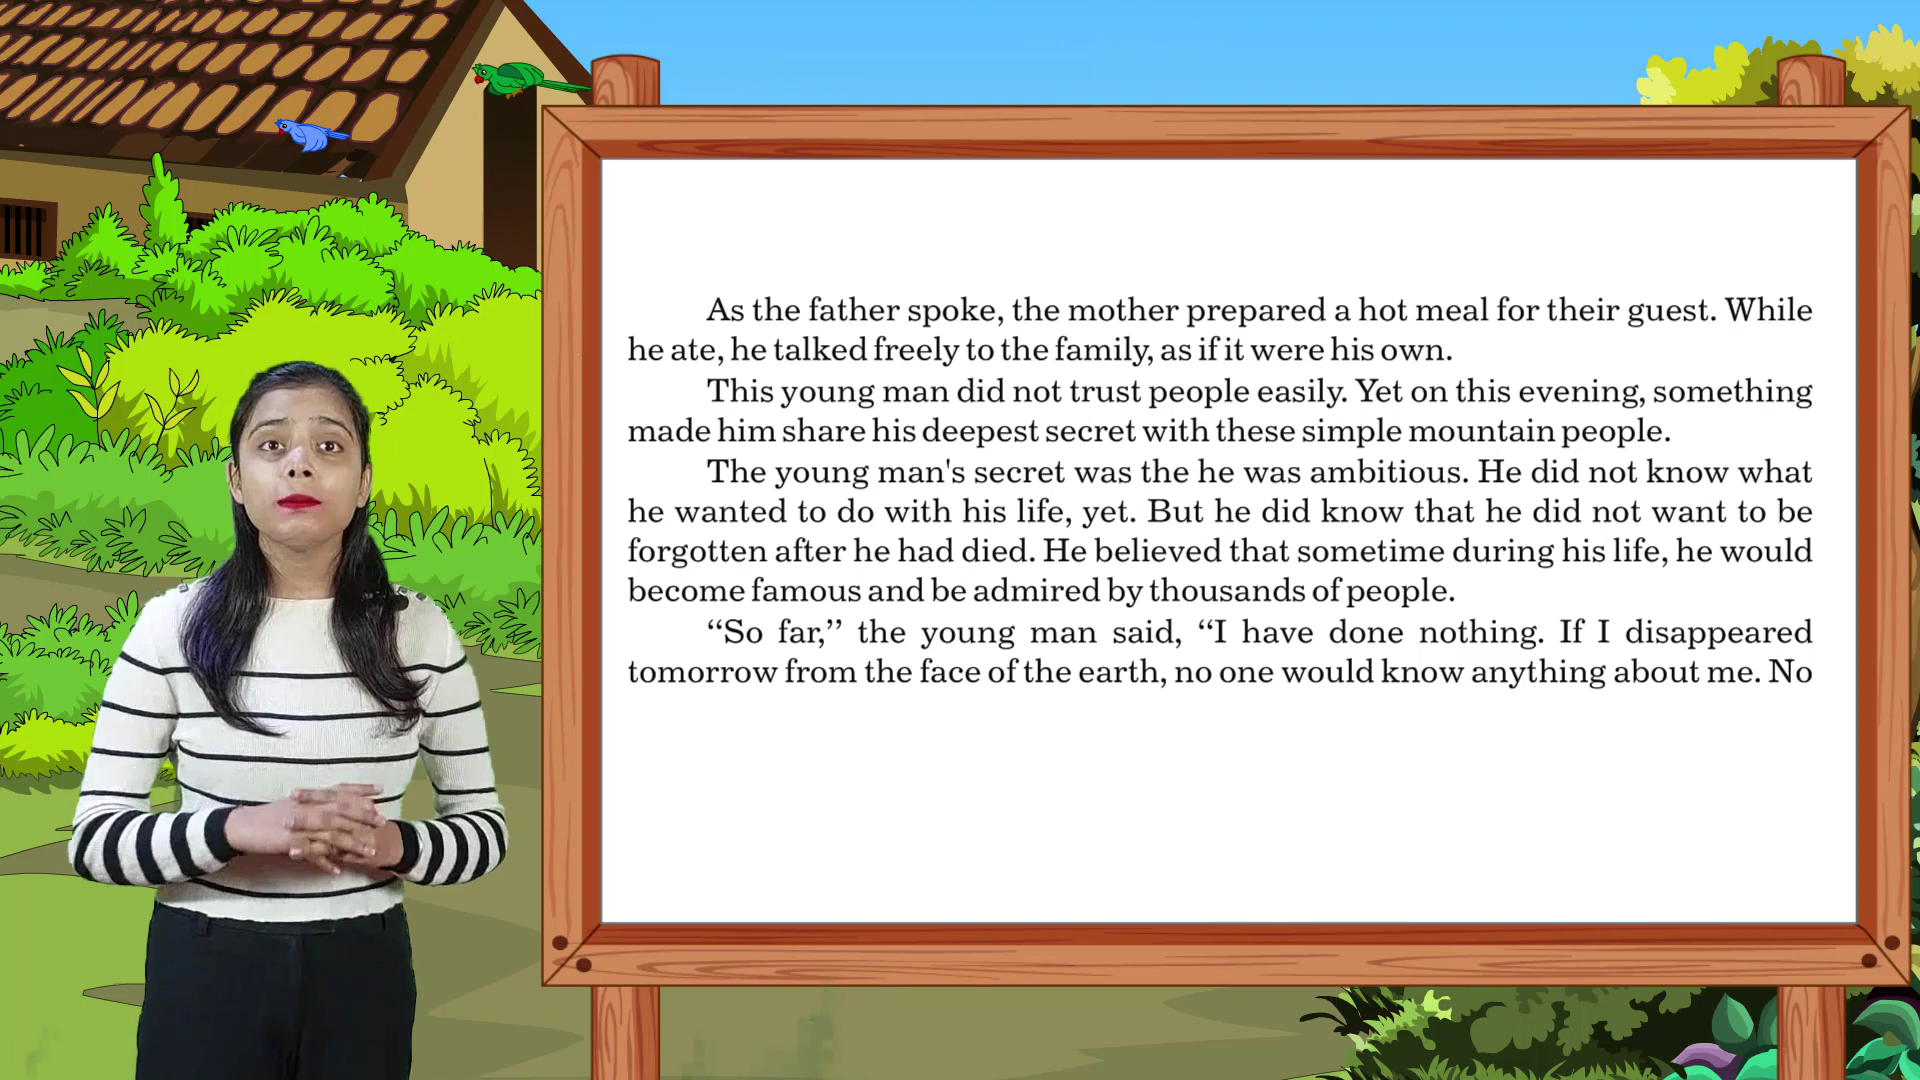 As the father spoke, the mother prepared a hot meal for their guest. While
he ate, he talked freely to the family, as if it were his own.
This young man did not trust people easily. Yet on this evening, something
made him share his deepest secret with these simple mountain people.
The young man's secret was the he was ambitious. He did not know what
he wanted to do with his life, yet. But he did know that he did not want to be
forgotten after he had died. He believed that sometime during his life, he would
become famous and be admired by thousands of people.
“So far,” the young man said, “I have done nothing. If I disappeared
tomorrow from the face of the earth, no one would know anything about me. No